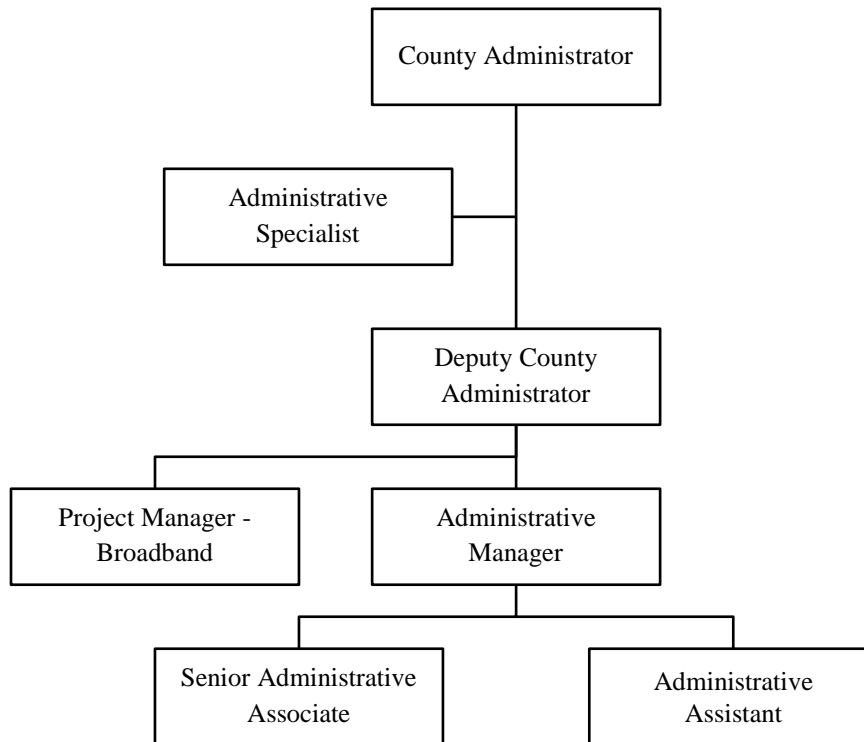 County Administrator
Administrative
Specialist
Deputy County
Administrator
Project Manager -
Broadband
Administrative
Manager
Senior Administrative
Associate
Administrative
Assistant